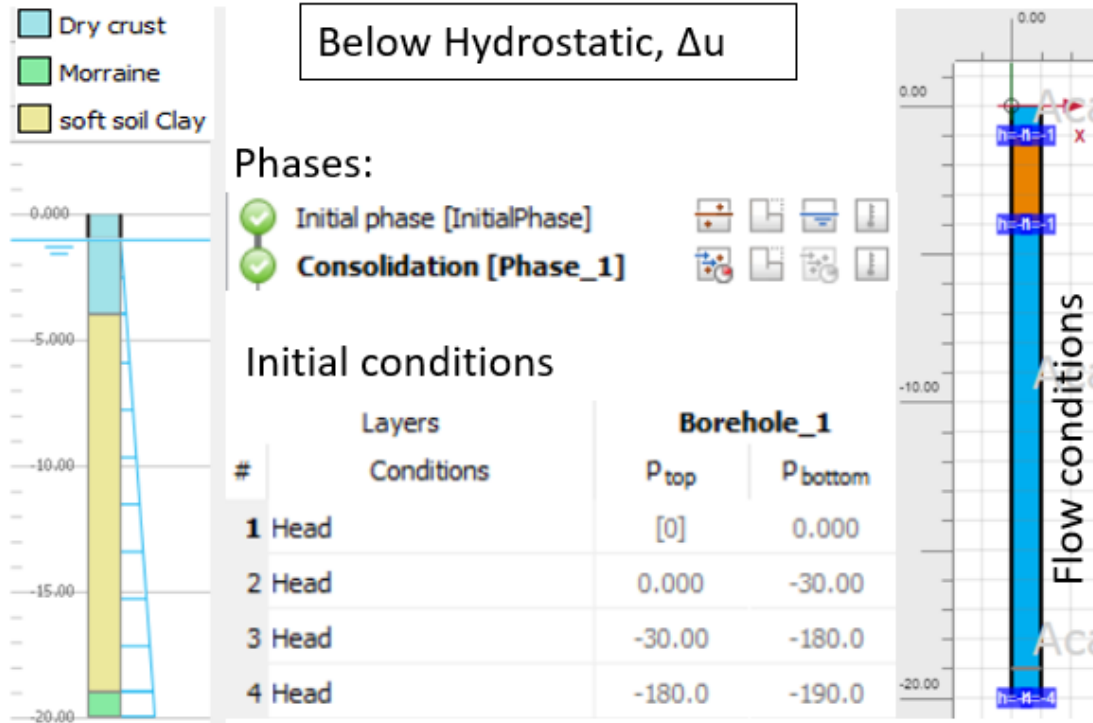 Dry crust
Morraine
soft soil Clay
Below Hydrostatic, Δu
Phases:
Initial phase [InitialPhase]
Consolidation [Phase_1]
Initial conditions
Layers Borehole_1
# Conditions p top p bottom
1 Head [0] 0.000
2 Head 0.000 -30.00
3 Head -30.00 -180.0
4 Head -180.0 -190.0
0.000
-5.000
-10.00
-15.00
-20.00
0.00
0.00
x
-10.00
-20.00
Flow conditions